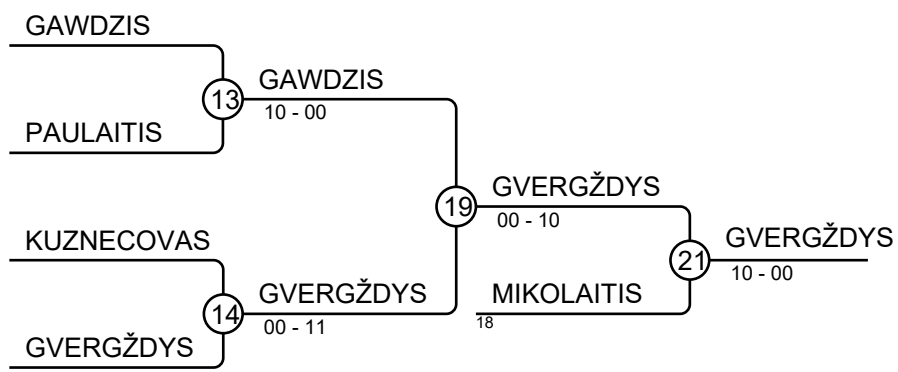 GAWDZIS
13
GAWDZIS
10 - 00
PAULAITIS
19
GVERGŽDYS
00 - 10
KUZNECOVAS
14
GVERGŽDYS
00 - 11
GVERGŽDYS
MIKOLAITIS
18
21
GVERGŽDYS
10 - 00